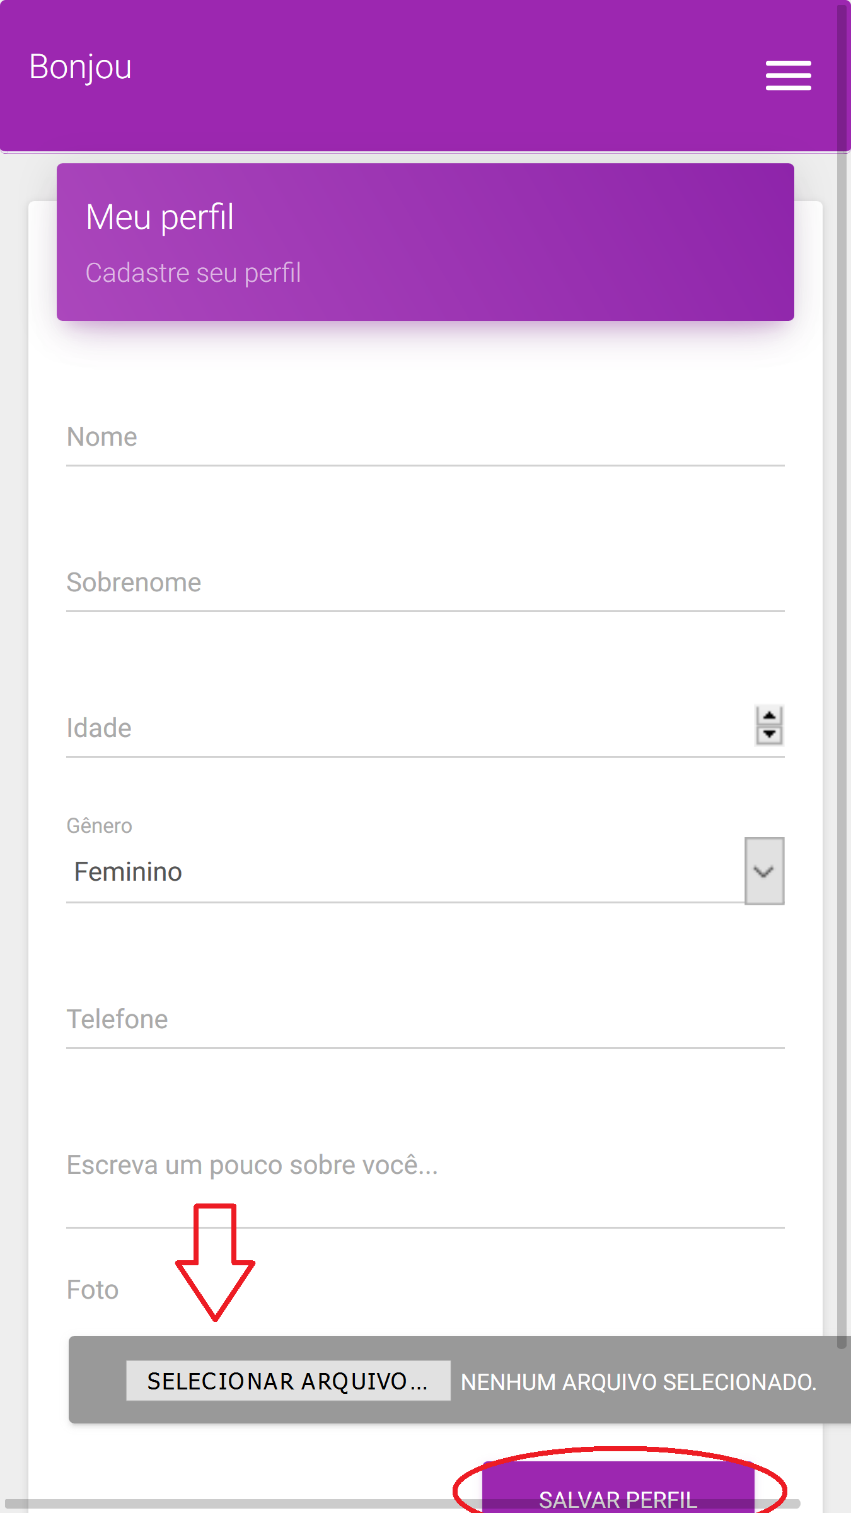 Bonjou
Meu perfil
Cadastre seu perfil
Nome
Sobrenome
Idade
Gênero
Feminino
Telefone
Escreva um pouco sobre você...
Foto
SELECIONAR ARQUIVO... NENHUM ARQUIVO SELECIONADO.
SALVAR PERFIL